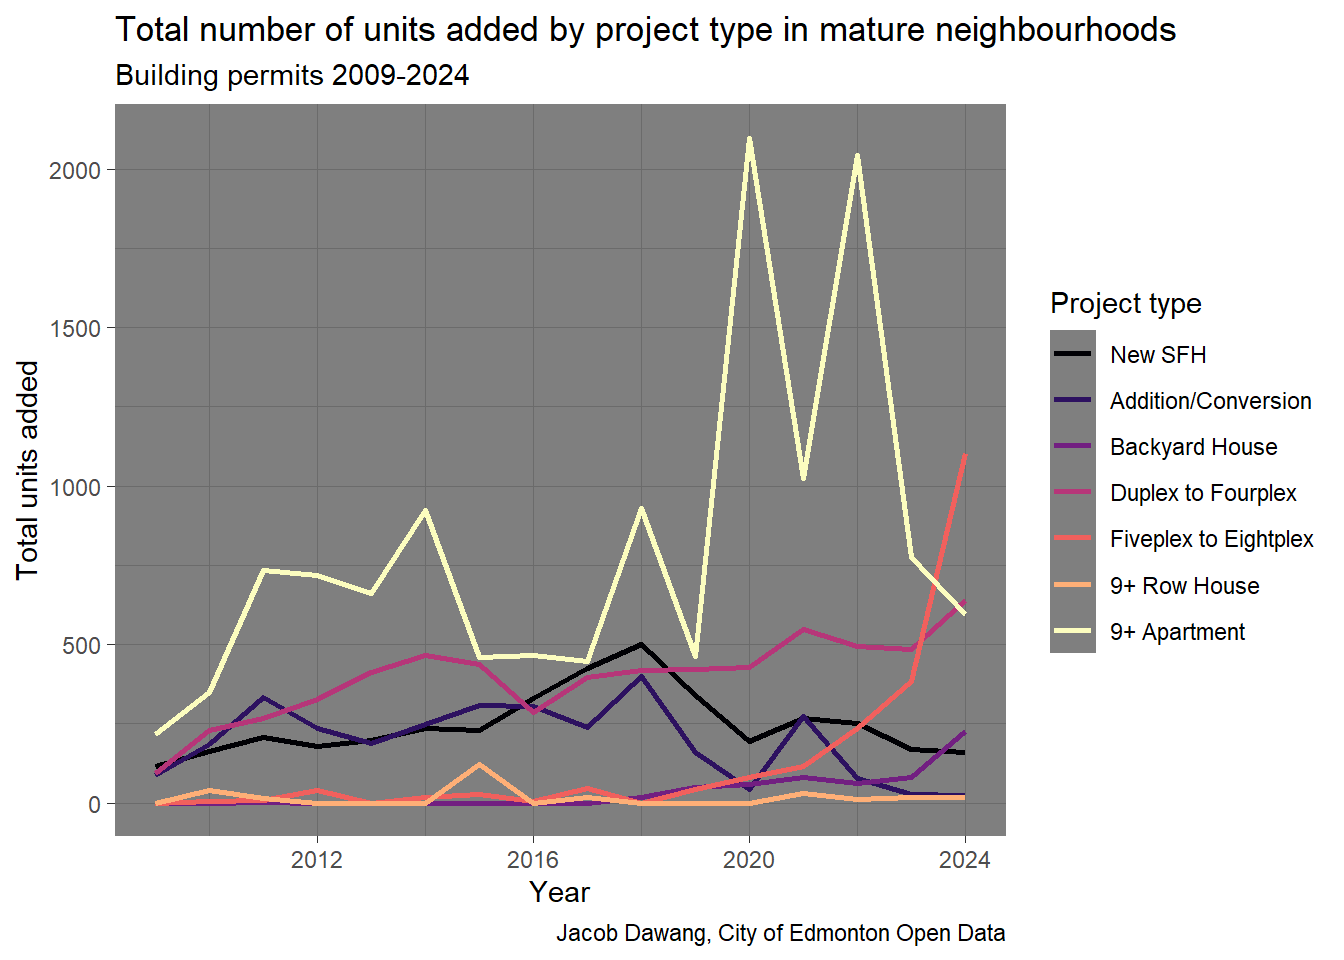 Total number of units added by project type in mature neighbourhoods
Building permits 2009-2024
Total units added
2000
1500
1000
500
0
2012
2016
2020
2024
Year
Project type
New SFH
Addition/Conversion
Backyard House
Duplex to Fourplex
Fiveplex to Eightplex
9+ Row House
9+ Apartment
Jacob Dawang, City of Edmonton Open Data